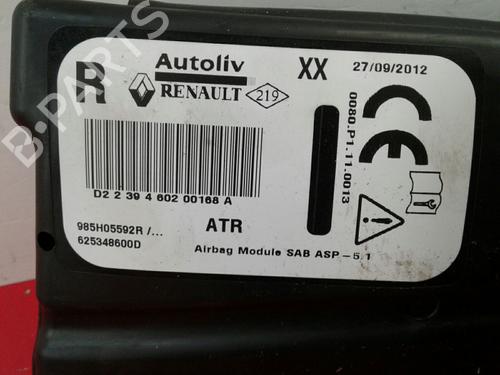 B-PARTS
R Autoliv XX 27/09/2012
RENAULT 219
0080.P1.11.0013
CE
D2 2 39 4 602 00168 A
985H05592R /...
625348600D
ATR
Airbag Module SAB ASP-5.1